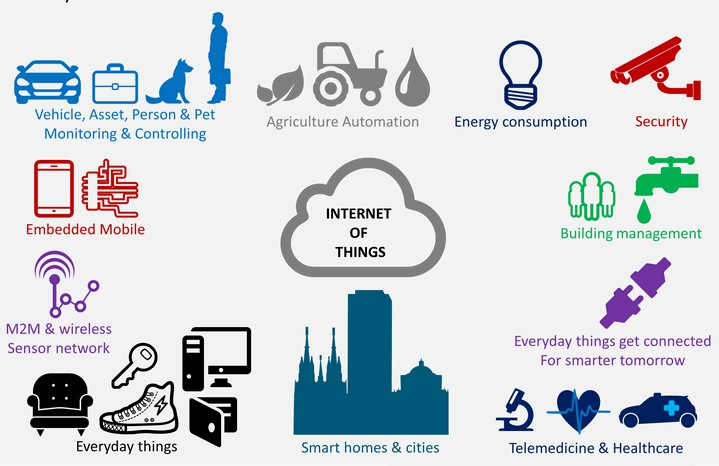 Vehicle, Asset, Person & Pet
Monitoring & Controlling
Agriculture Automation
Energy consumption
Security
Embedded Mobile
INTERNET
OF
THINGS
Building management
M2M & wireless
Sensor network
Everyday things get connected
For smarter tomorrow
Everyday things
Smart homes & cities
Telemedicine & Healthcare